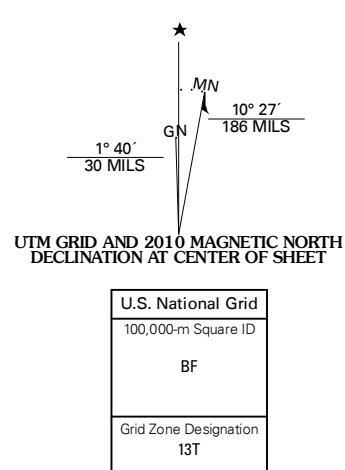 MN
10° 27´
186 MILS
GN
1° 40´
30 MILS
UTM GRID AND 2010 MAGNETIC NORTH
DECLINATION AT CENTER OF SHEET
U.S. National Grid
100,000-m Square ID
BF
Grid Zone Designation
13T